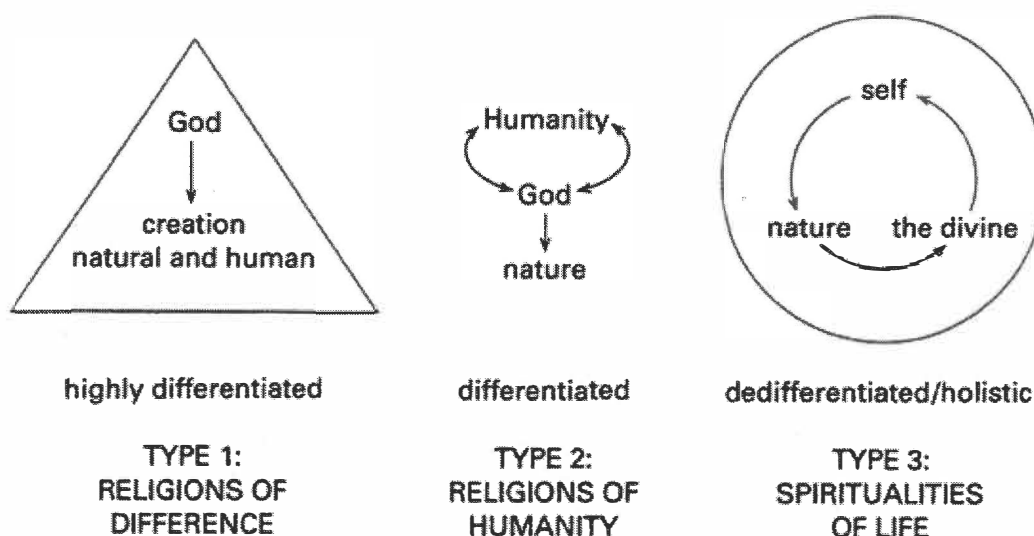 God
creation
natural and human
highly differentiated
TYPE 1:
RELIGIONS OF
DIFFERENCE
Humanity
God
nature
differentiated
TYPE 2:
RELIGIONS OF
HUMANITY
self
nature the divine
dedifferentiated/holistic
TYPE 3:
SPIRITUALITIES
OF LIFE